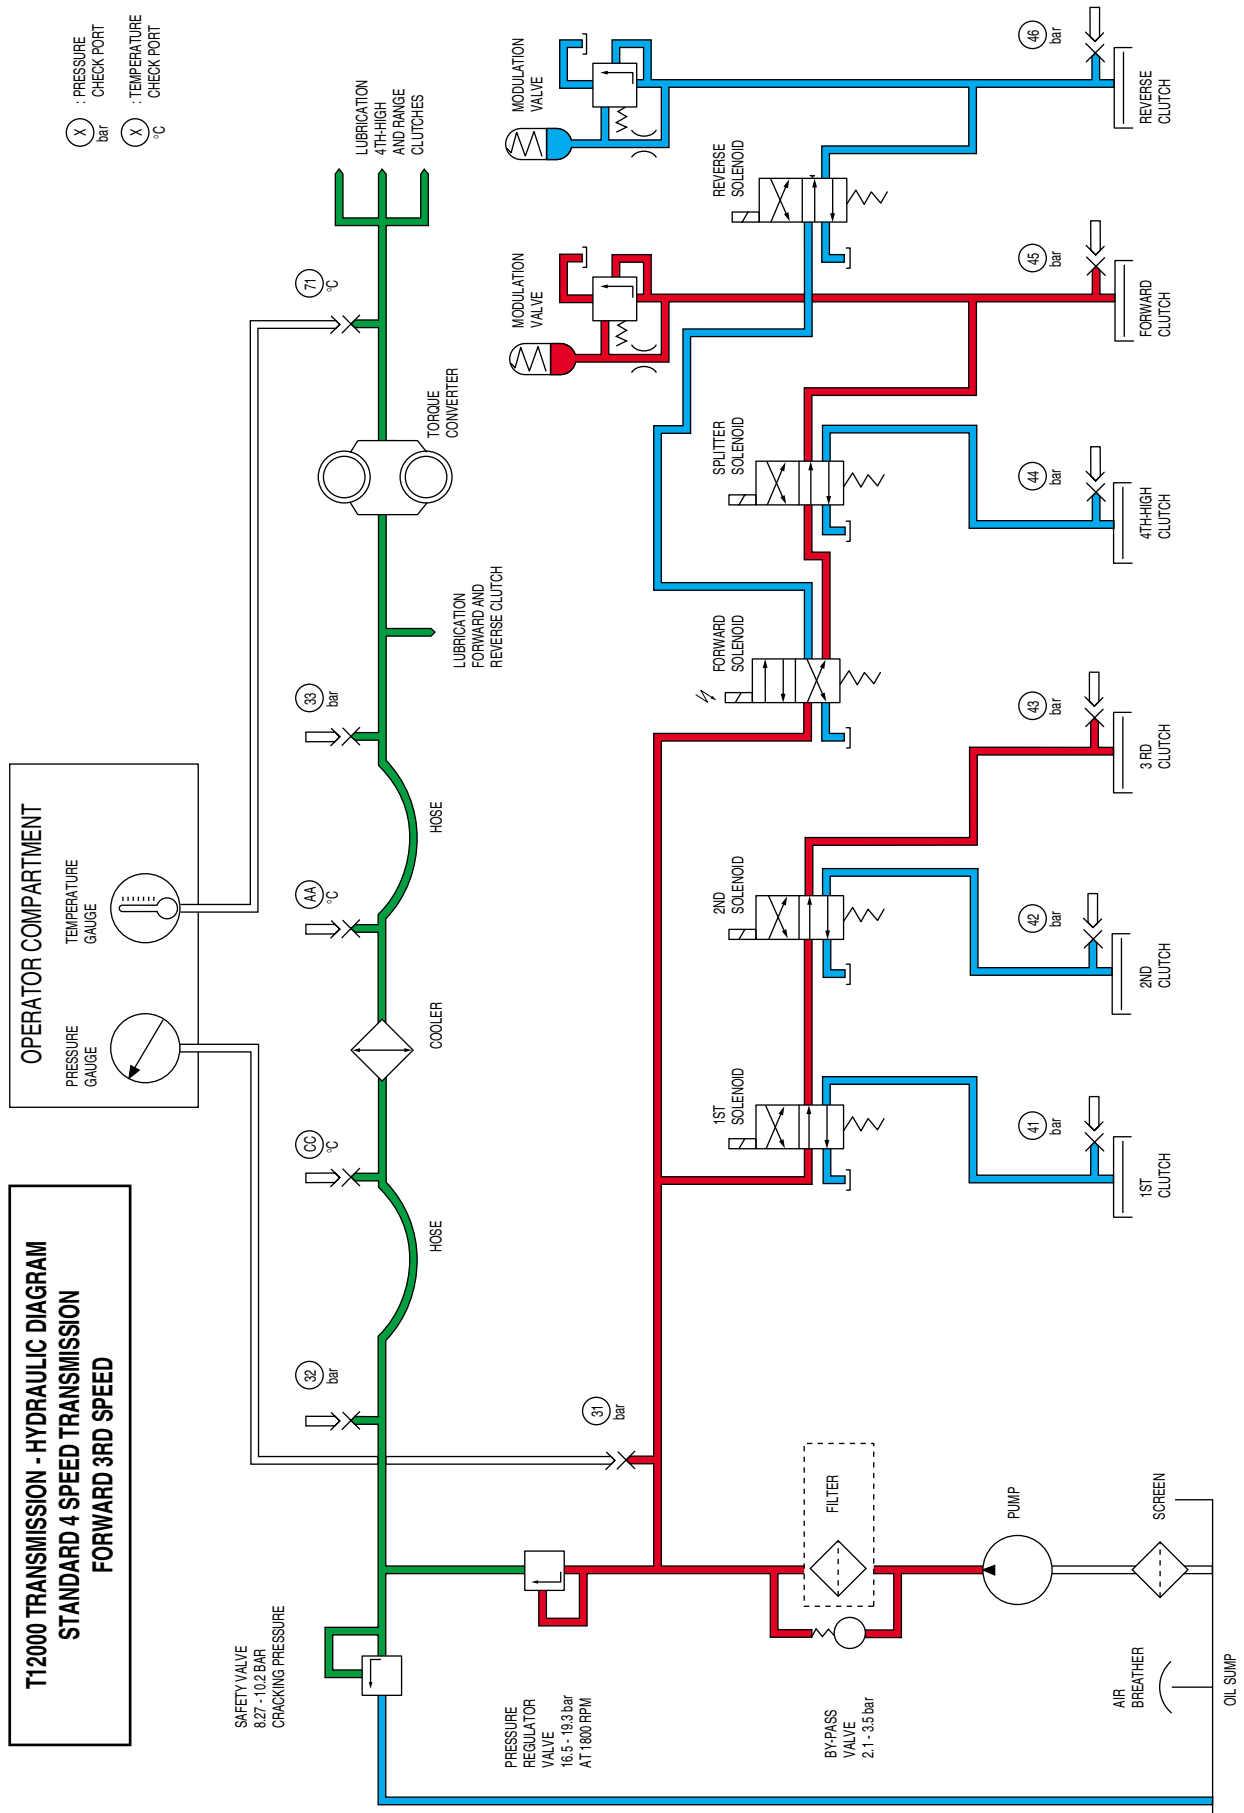 T12000 TRANSMISSION - HYDRAULIC DIAGRAM
STANDARD 4 SPEED TRANSMISSION
FORWARD 3RD SPEED
OPERATOR COMPARTMENT
PRESSURE
GAUGE
TEMPERATURE
GAUGE
X
bar
: PRESSURE
CHECK PORT
X
°C
: TEMPERATURE
CHECK PORT
SAFETY VALVE
8.27 - 10.2 BAR
CRACKING PRESSURE
32
bar
HOSE
CC
°C
COOLER
AA
°C
HOSE
33
bar
LUBRICATION
FORWARD AND
REVERSE CLUTCH
TORQUE
CONVERTER
71
°C
LUBRICATION
4TH-HIGH
AND RANGE
CLUTCHES
PRESSURE
REGULATOR
VALVE
16.5 - 19.3 bar
AT 1800 RPM
31
bar
MODULATION
VALVE
MODULATION
VALVE
1ST
SOLENOID
2ND
SOLENOID
FORWARD
SOLENOID
SPLITTER
SOLENOID
REVERSE
SOLENOID
BY-PASS
VALVE
2.1 - 3.5 bar
FILTER
PUMP
SCREEN
AIR
BREATHER
OIL SUMP
41
bar
42
bar
43
bar
44
bar
45
bar
46
bar
1ST
CLUTCH
2ND
CLUTCH
3 RD
CLUTCH
4TH-HIGH
CLUTCH
FORWARD
CLUTCH
REVERSE
CLUTCH